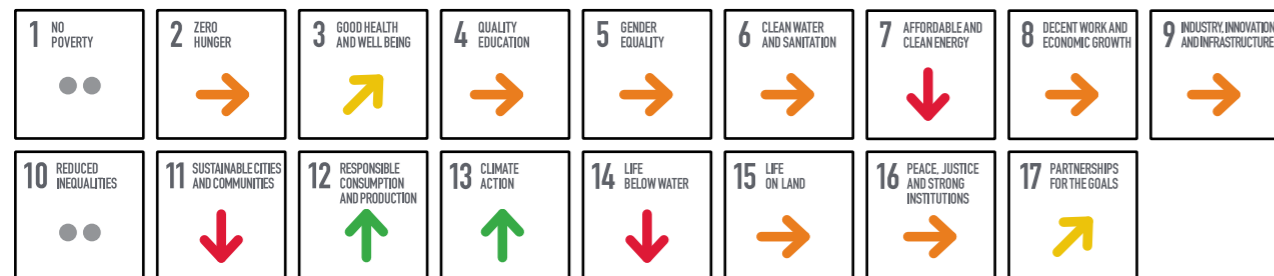 1 NO
POVERTY
2 ZERO
HUNGER
3 GOOD HEALTH
AND WELL BEING
4 QUALITY
EDUCATION
5 GENDER
EQUALITY
6 CLEAN WATER
AND SANITATION
7 AFFORDABLE AND
CLEAN ENERGY
8 DECENT WORK AND
ECONOMIC GROWTH
9 INDUSTRY, INNOVATION
AND INFRASTRUCTURE
10 REDUCED
INEQUALITIES
11 SUSTAINABLE CITIES
AND COMMUNITIES
12 RESPONSIBLE
CONSUMPTION
AND PRODUCTION
13 CLIMATE
ACTION
14 LIFE
BELOW WATER
15 LIFE
ON LAND
16 PEACE, JUSTICE
AND STRONG
INSTITUTIONS
17 PARTNERSHIPS
FOR THE GOALS